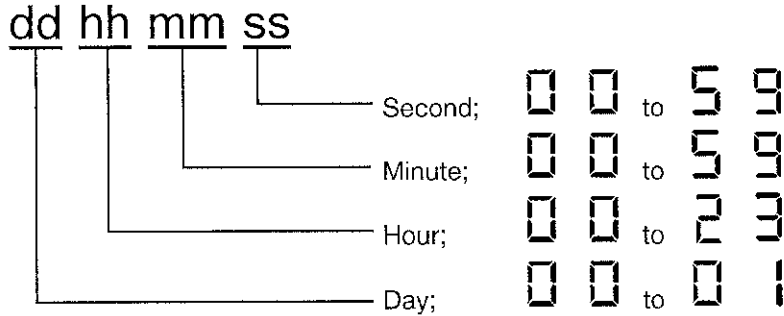 dd hh mm ss
Second; 00 to 59
Minute; 00 to 59
Hour; 00 to 23
Day; 00 to 01